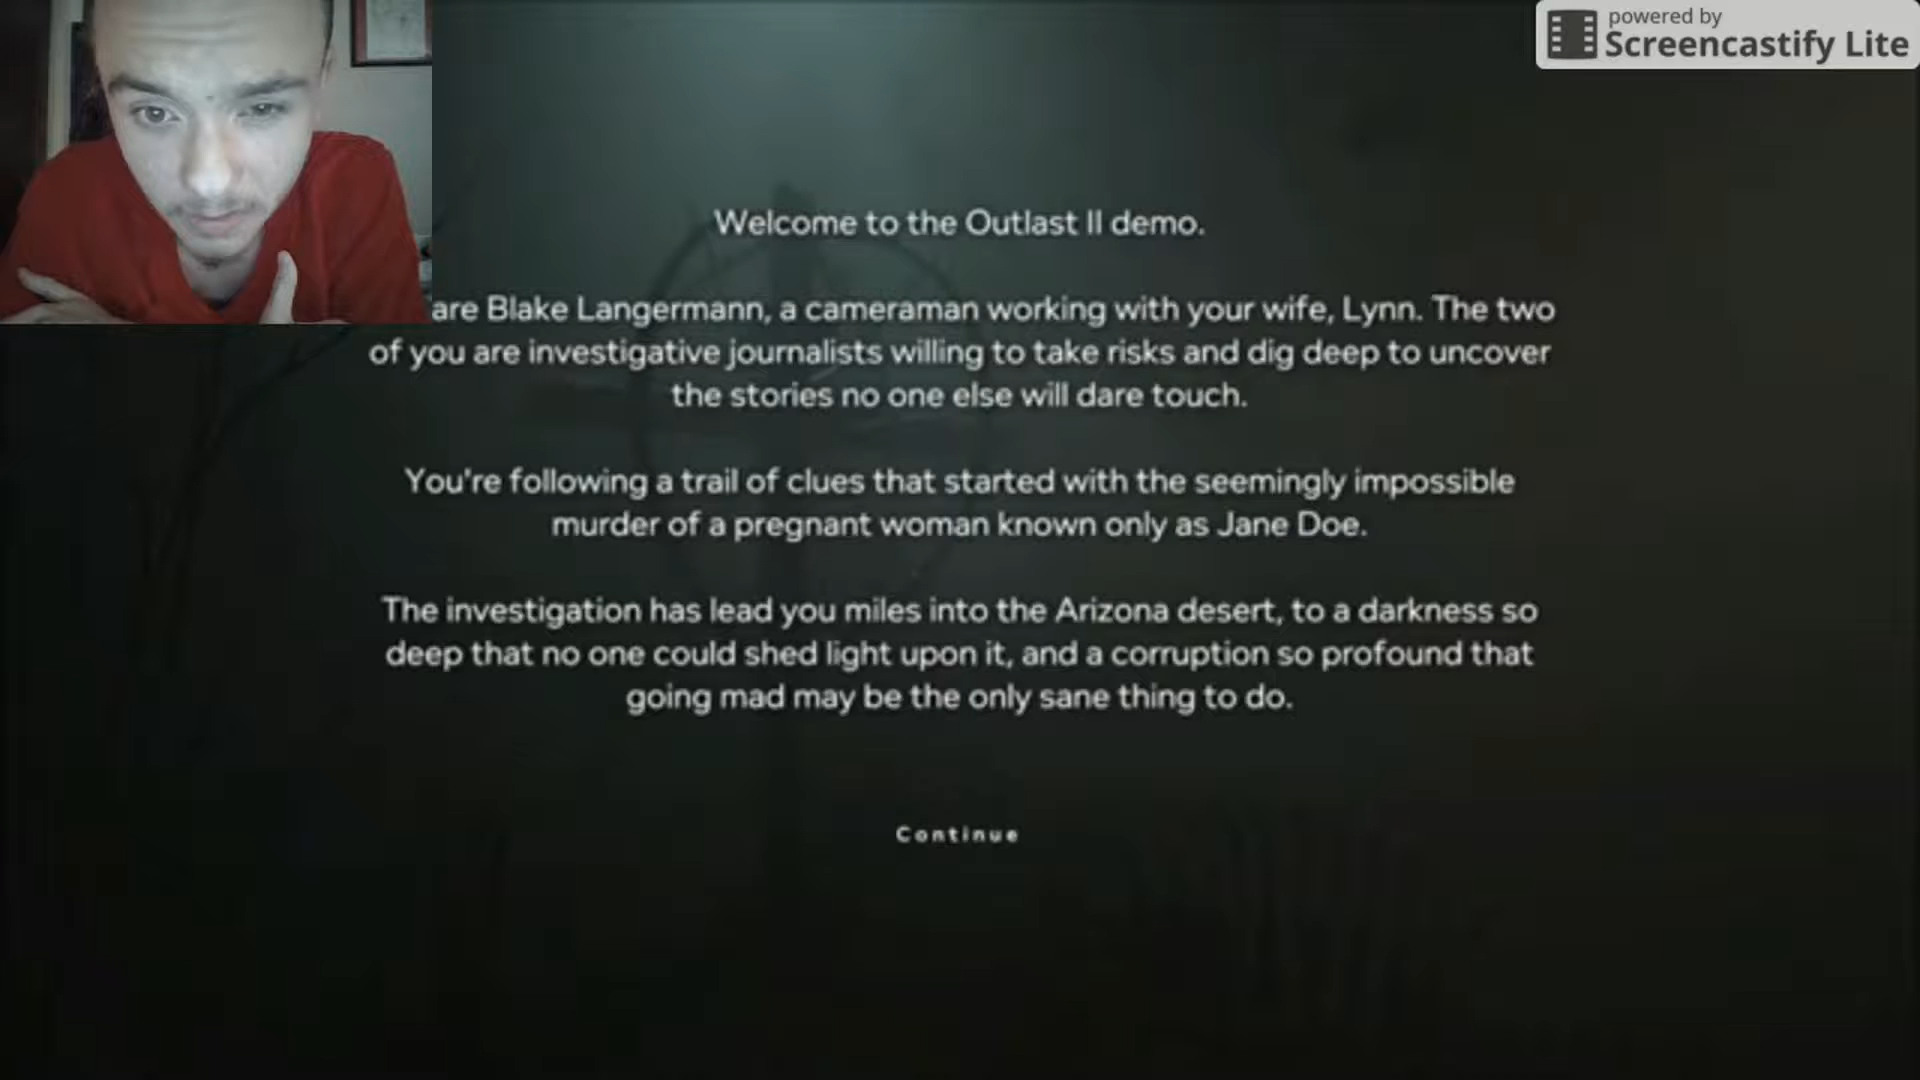 powered by
Screencastify Lite
Welcome to the Outlast II demo.
are Blake Langermann, a cameraman working with your wife, Lynn. The two
of you are investigative journalists willing to take risks and dig deep to uncover
the stories no one else will dare touch.
You're following a trail of clues that started with the seemingly impossible
murder of a pregnant woman known only as Jane Doe.
The investigation has lead you miles into the Arizona desert, to a darkness so
deep that no one could shed light upon it, and a corruption so profound that
going mad may be the only sane thing to do.
Continue